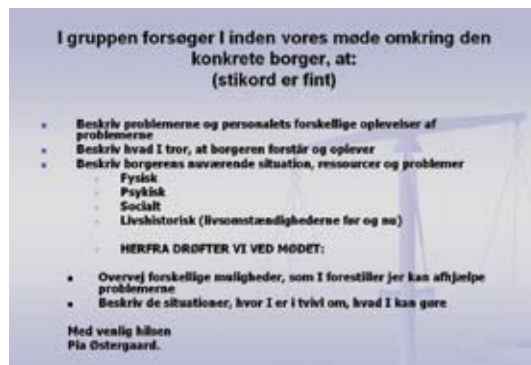 I gruppen forsøger I inden vores møde omkring den
konkrete borger, at:
(stikord er fint)
Beskriv problemerne og personalets forskellige oplevelser af
problemerne
Beskriv hvad I tror, at borgeren forstår og oplever
Beskriv borgerens nuværende situation, ressourcer og problemer
Fysisk
Psykisk
Socialt
Livshistorisk (livsomstændighederne før og nu)
HERFRA DRØFTER VI VED MØDET:
Overvej forskellige muligheder, som I forestiller jer kan afhjælpe
problemerne
Beskriv de situationer, hvor I er i tvivl om, hvad I kan gøre
Med venlig hilsen
Pia Østergaard.